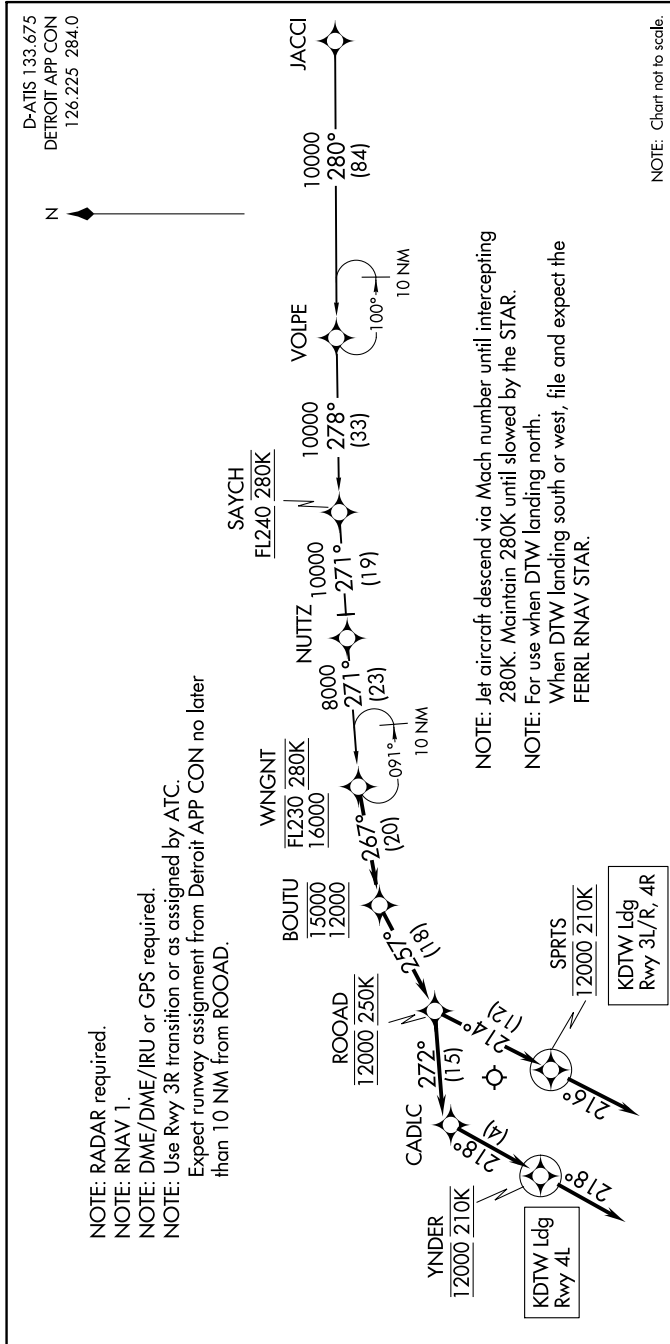 D-ATIS 133.675
DETROIT APP CON
126.225 284.0
N
NOTE: RADAR required.
NOTE: RNAV 1.
NOTE: DME/DME/IRU or GPS required.
NOTE: Use Rwy 3R transition or as assigned by ATC.
Expect runway assignment from Detroit APP CON no later
than 10 NM from ROOAD.
JACCI
10000
280°
(84)
VOLPE
100°
10 NM
10000
278°
(33)
SAYCH
FL240 280K
10000
271°
(19)
NUTTZ
8000
271°
(23)
WNGNT
FL230 280K
16000
091°
10 NM
267°
(20)
BOUTU
15000
12000
257°
(18)
ROOAD
12000 250K
272°
(15)
214°
(12)
CADLC
218°
(4)
YNDER
12000 210K
218°
KDTW Ldg
Rwy 4L
SPRTS
12000 210K
216°
KDTW Ldg
Rwy 3L/R, 4R
NOTE: Jet aircraft descend via Mach number until intercepting
280K. Maintain 280K until slowed by the STAR.
NOTE: For use when DTW landing north.
When DTW landing south or west, file and expect the
FERRL RNAV STAR.
NOTE: Chart not to scale.